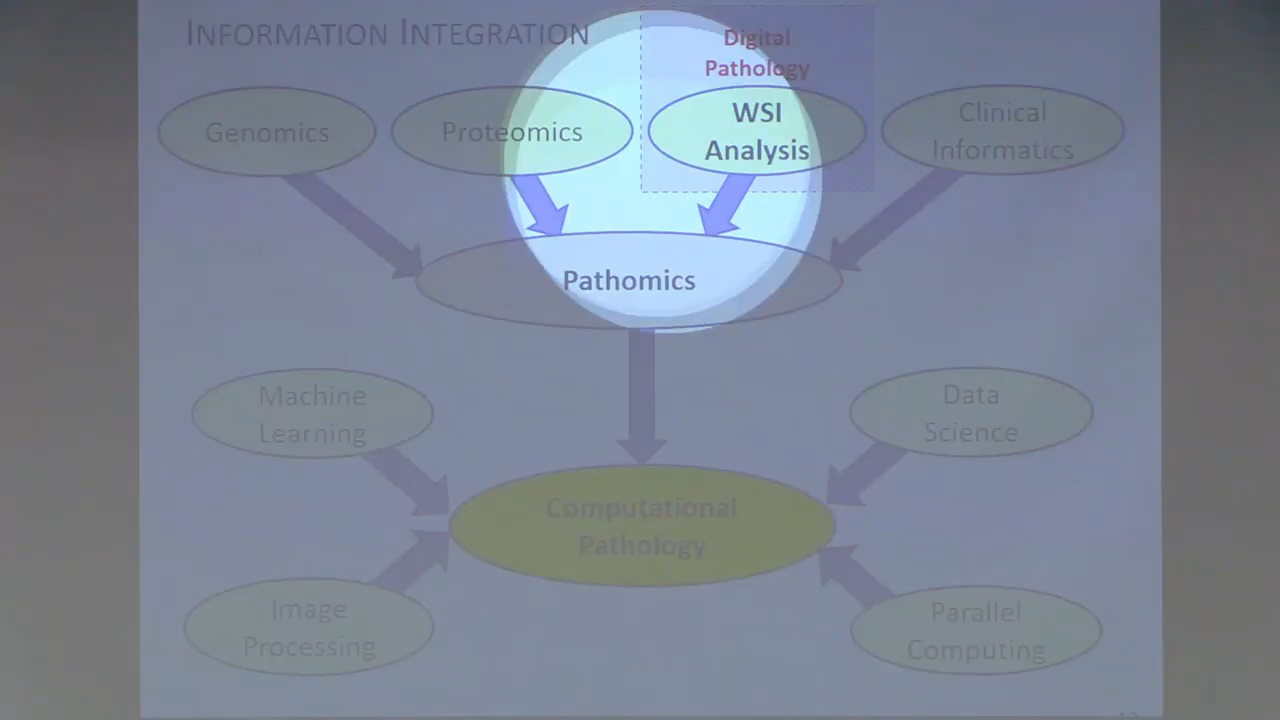 INFORMATION INTEGRATION
Digital
Pathology
Genomics
Proteomics
WSI
Analysis
Clinical
Informatics
Pathomics
Machine
Learning
Data
Science
Computational
Pathology
Image
Processing
Parallel
Computing